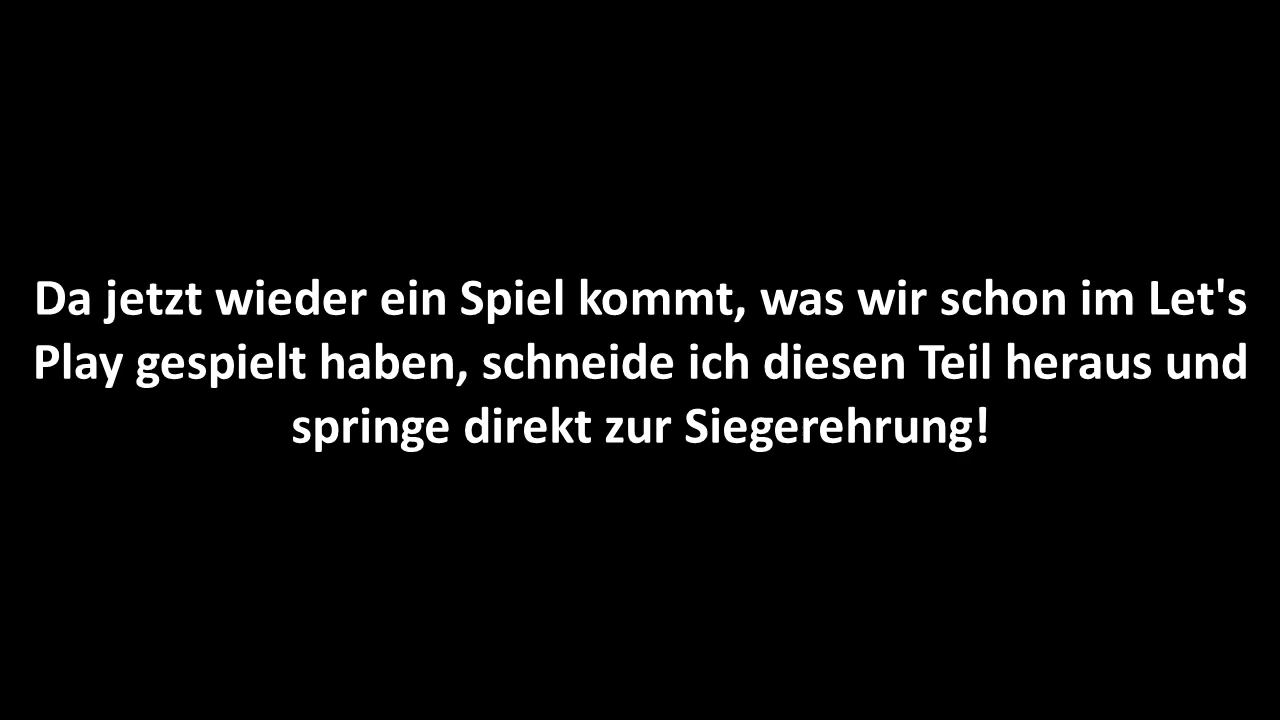 Da jetzt wieder ein Spiel kommt, was wir schon im Let's
Play gespielt haben, schneide ich diesen Teil heraus und
springe direkt zur Siegerehrung!